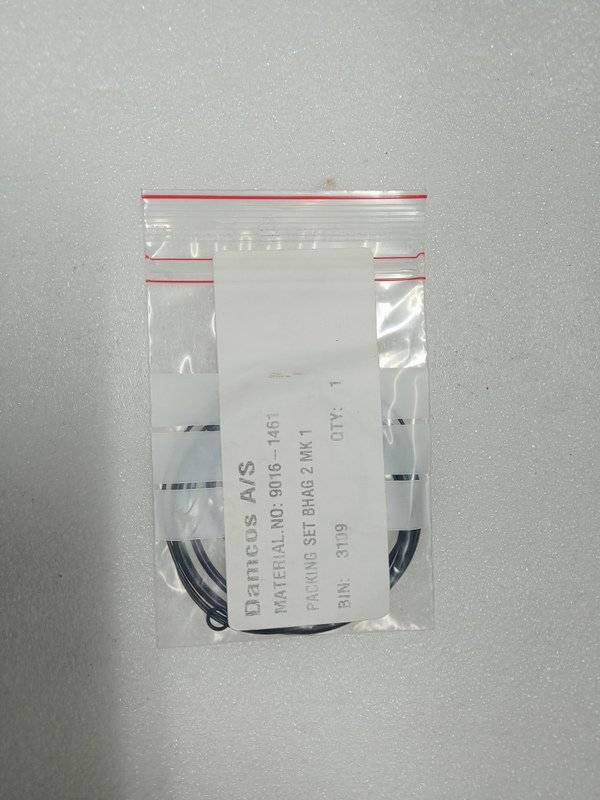 Damcos A/S
MATERIAL.NO: 9016-1461
PACKING SET BHAG 2 MK 1
BIN: 3109 QTY: 1